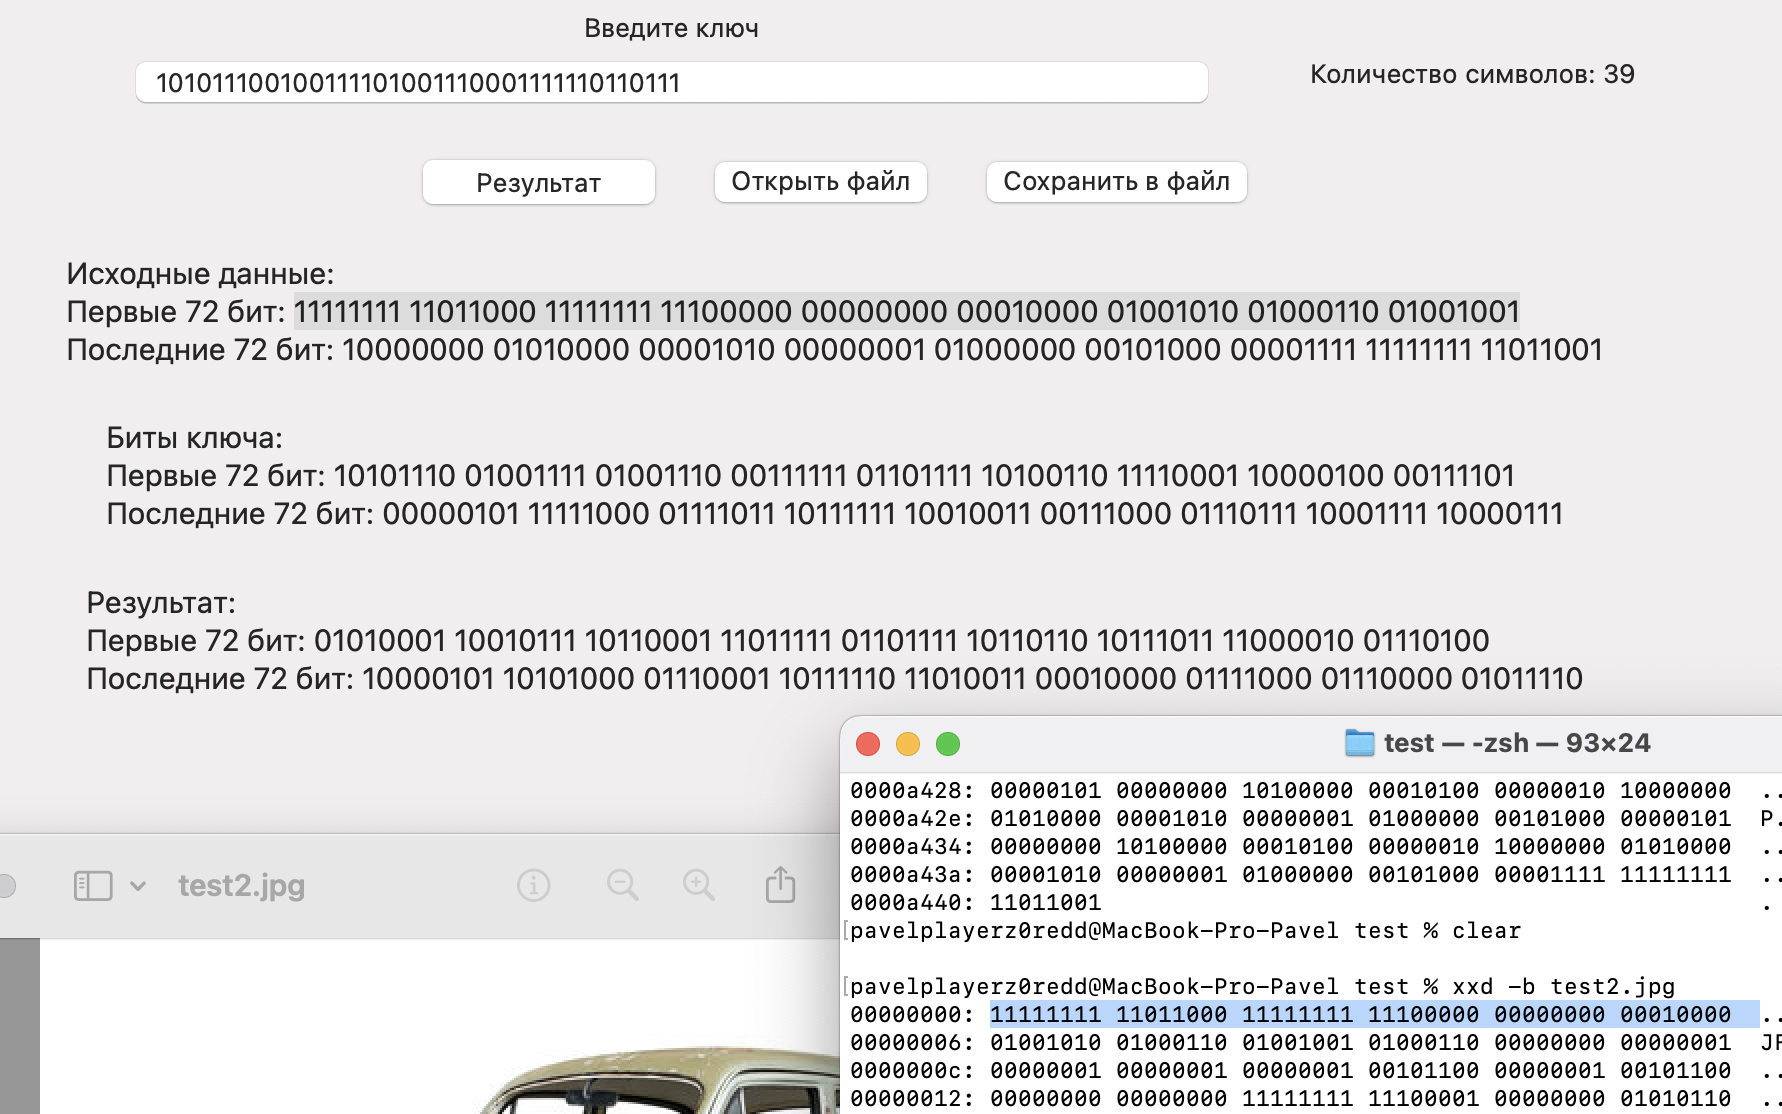 Введите ключ
101011100100111101001110001111110110111
Количество символов: 39
Результат
Открыть файл
Сохранить в файл
Исходные данные:
Первые 72 бит: 11111111 11011000 11111111 11100000 00000000 00010000 01001010 01000110 01001001
Последние 72 бит: 10000000 01010000 00001010 00000001 01000000 00101000 00001111 11111111 11011001
Биты ключа:
Первые 72 бит: 10101110 01001111 01001110 00111111 01101111 10100110 11110001 10000100 00111101
Последние 72 бит: 00000101 11111000 01111011 10111111 10010011 00111000 01110111 10001111 10000111
Результат:
Первые 72 бит: 01010001 10010111 10110001 11011111 01101111 10110110 10111011 11000010 01110100
Последние 72 бит: 10000101 10101000 01110001 10111110 11010011 00010000 01111000 01110000 01011110
test — -zsh — 93×24
0000a428: 00000101 00000000 10100000 00010100 00000010 10000000 ..
0000a42e: 01010000 00001010 00000001 01000000 00101000 00000101 P.
0000a434: 00000000 10100000 00010100 00000010 10000000 01010000 ..
0000a43a: 00001010 00000001 01000000 00101000 00001111 11111111 ..
0000a440: 11011001 .
[pavelplayerz0redd@MacBook-Pro-Pavel test % clear
[pavelplayerz0redd@MacBook-Pro-Pavel test % xxd -b test2.jpg
00000000: 11111111 11011000 11111111 11100000 00000000 00010000 ..
00000006: 01001010 01000110 01001001 01000110 00000000 00000001 JF
0000000c: 00000001 00000001 00000001 00101100 00000001 00101100 ..
00000012: 00000000 00000000 11111111 11100001 00000000 01010110 ..
test2.jpg